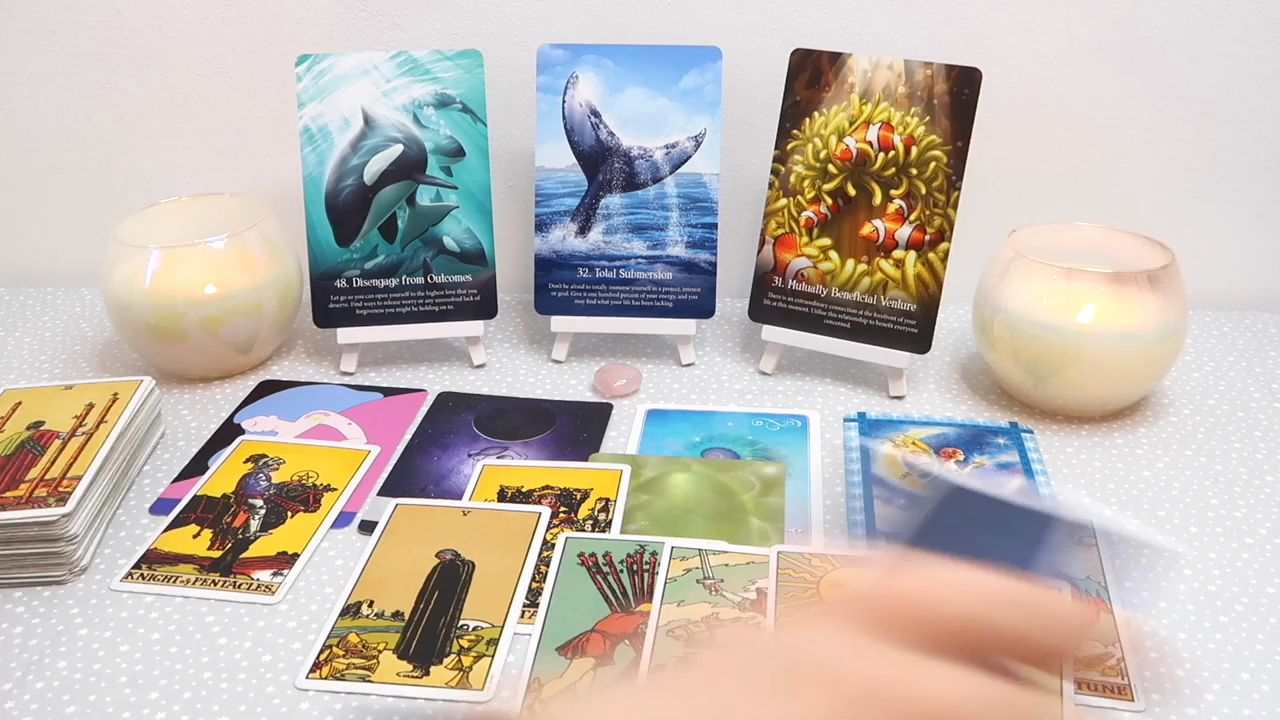 48. Disengage from Outcomes
Let go so you can open yourself to the highest love that you
deserve. Find ways to release worry or any unresolved lack of
forgiveness you might be holding on to.
32. Total Submersion
Don't be afraid to totally immerse yourself in a project, interest
or goal. Give it one hundred percent of your energy, and you
may find what your life has been lacking.
31. Mutually Beneficial Venture
There is an extraordinary connection at the forefront of your
life at this moment. Utilise this relationship to benefit everyone
concerned.
III
KNIGHT of PENTACLES.
V
TUNE